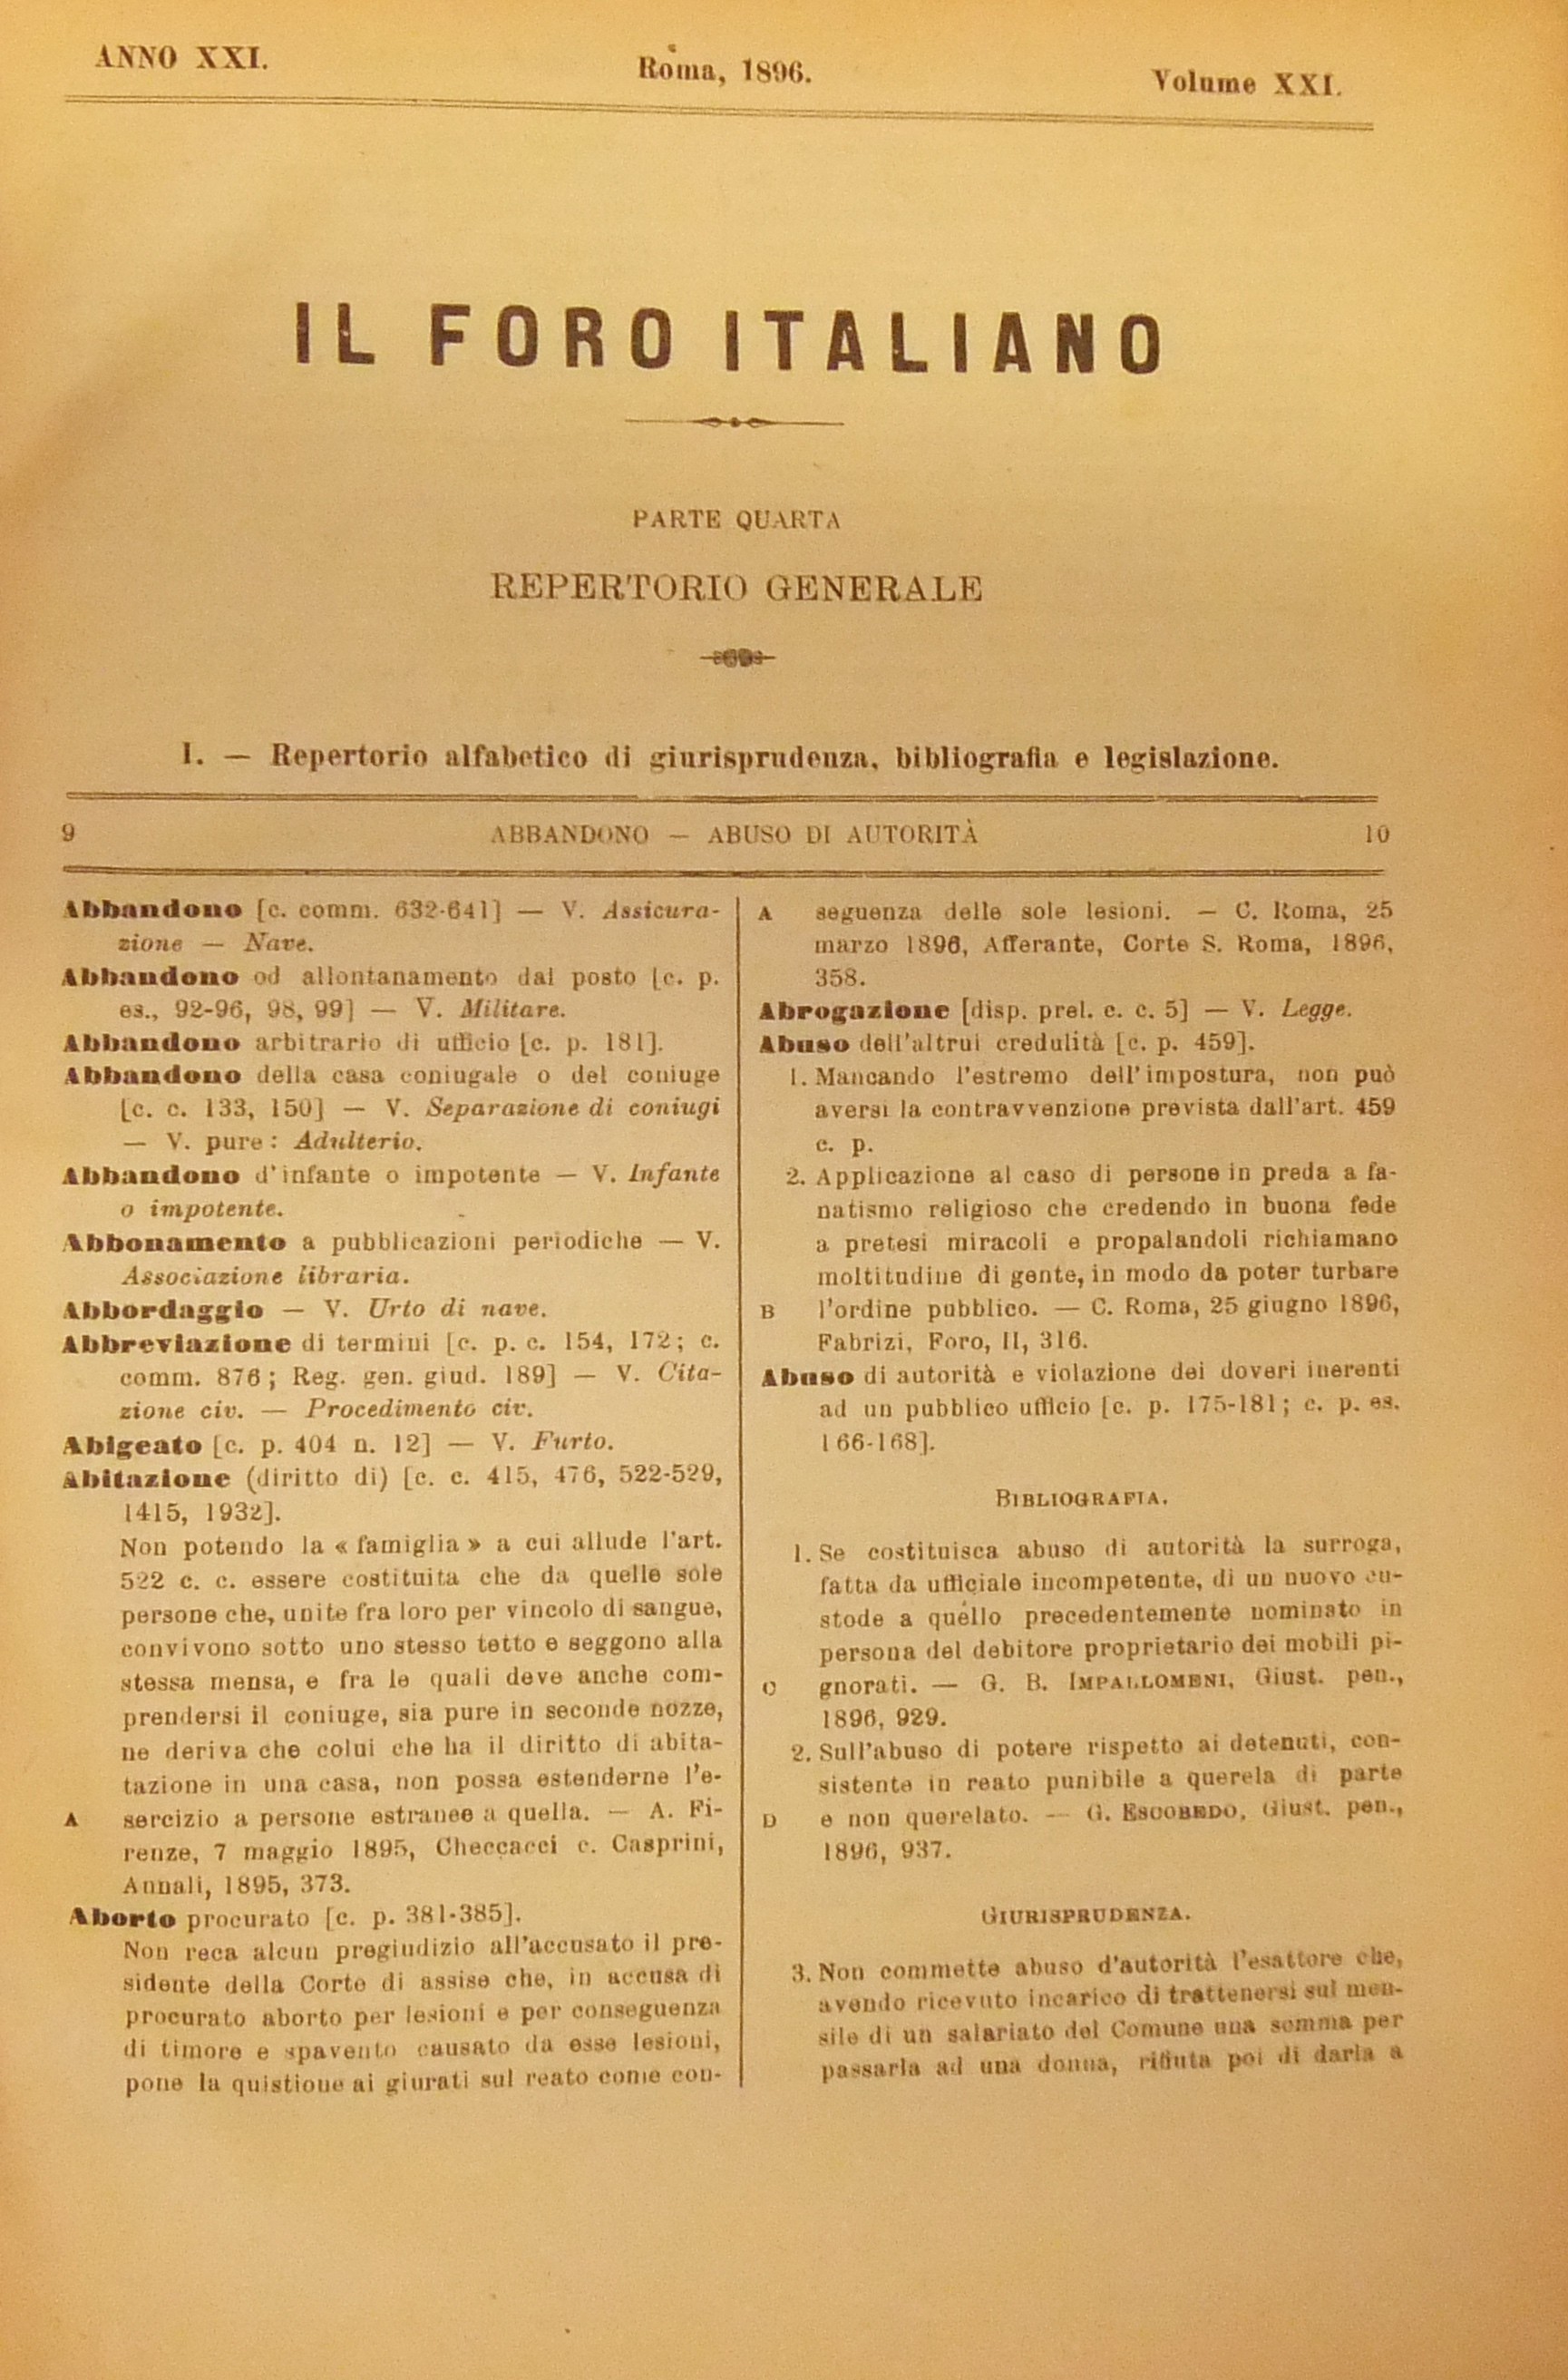 ANNO XXI.
Roma, 1896.
Volume XXI.
IL FORO ITALIANO
PARTE QUARTA
REPERTORIO GENERALE
I. — Repertorio alfabetico di giurisprudenza, bibliografia e legislazione.
9
ABBANDONO — ABUSO DI AUTORITÀ
10
Abbandono [c. comm. 632-641] — V. Assicura-
zione — Nave.
Abbandono od allontanamento dal posto [c. p.
es., 92-96, 98, 99] — V. Militare.
Abbandono arbitrario di ufficio [c. p. 181].
Abbandono della casa coniugale o del coniuge
[c. c. 133, 150] — V. Separazione di coniugi
— V. pure: Adulterio.
Abbandono d'infante o impotente — V. Infante
o impotente.
Abbonamento a pubblicazioni periodiche — V.
Associazione libraria.
Abbordaggio — V. Urto di nave.
Abbreviazione di termini [c. p. c. 154, 172; c.
comm. 876; Reg. gen. giud. 189] — V. Cita-
zione civ. — Procedimento civ.
Abigeato [c. p. 404 n. 12] — V. Furto.
Abitazione (diritto di) [c. c. 415, 476, 522-529,
1415, 1932].
Non potendo la « famiglia » a cui allude l'art.
522 c. c. essere costituita che da quelle sole
persone che, unite fra loro per vincolo di sangue,
convivono sotto uno stesso tetto e seggono alla
stessa mensa, e fra le quali deve anche com-
prendersi il coniuge, sia pure in seconde nozze,
ne deriva che colui che ha il diritto di abita-
tazione in una casa, non possa estenderne l'e-
A sercizio a persone estranee a quella. — A. Fi-
renze, 7 maggio 1895, Checcacci c. Casprini,
Annali, 1895, 373.
Aborto procurato [c. p. 381-385].
Non reca alcun pregiudizio all'accusato il pre-
sidente della Corte di assise che, in accusa di
procurato aborto per lesioni e per conseguenza
di timore e spavento causato da esse lesioni,
pone la quistione ai giurati sul reato come con-
A seguenza delle sole lesioni. — C. Roma, 25
marzo 1896, Afferante, Corte S. Roma, 1896,
358.
Abrogazione [disp. prel. c. c. 5] — V. Legge.
Abuso dell'altrui credulità [c. p. 459].
1. Mancando l'estremo dell'impostura, non può
aversi la contravvenzione prevista dall'art. 459
c. p.
2. Applicazione al caso di persone in preda a fa-
natismo religioso che credendo in buona fede
a pretesi miracoli e propalandoli richiamano
moltitudine di gente, in modo da poter turbare
B l'ordine pubblico. — C. Roma, 25 giugno 1896,
Fabrizi, Foro, II, 316.
Abuso di autorità e violazione dei doveri inerenti
ad un pubblico ufficio [c. p. 175-181; c. p. es.
166-168].
BIBLIOGRAFIA.
1. Se costituisca abuso di autorità la surroga,
fatta da ufficiale incompetente, di un nuovo cu-
stode a quello precedentemente nominato in
persona del debitore proprietario dei mobili pi-
C gnorati. — G. B. IMPALLOMENI, Giust. pen.,
1896, 929.
2. Sull'abuso di potere rispetto ai detenuti, con-
sistente in reato punibile a querela di parte
D e non querelato. — G. ESCOBEDO, Giust. pen.,
1896, 937.
GIURISPRUDENZA.
3. Non commette abuso d'autorità l'esattore che,
avendo ricevuto incarico di trattenersi sul men-
sile di un salariato del Comune una somma per
passarla ad una donna, rifiuta poi di darla a